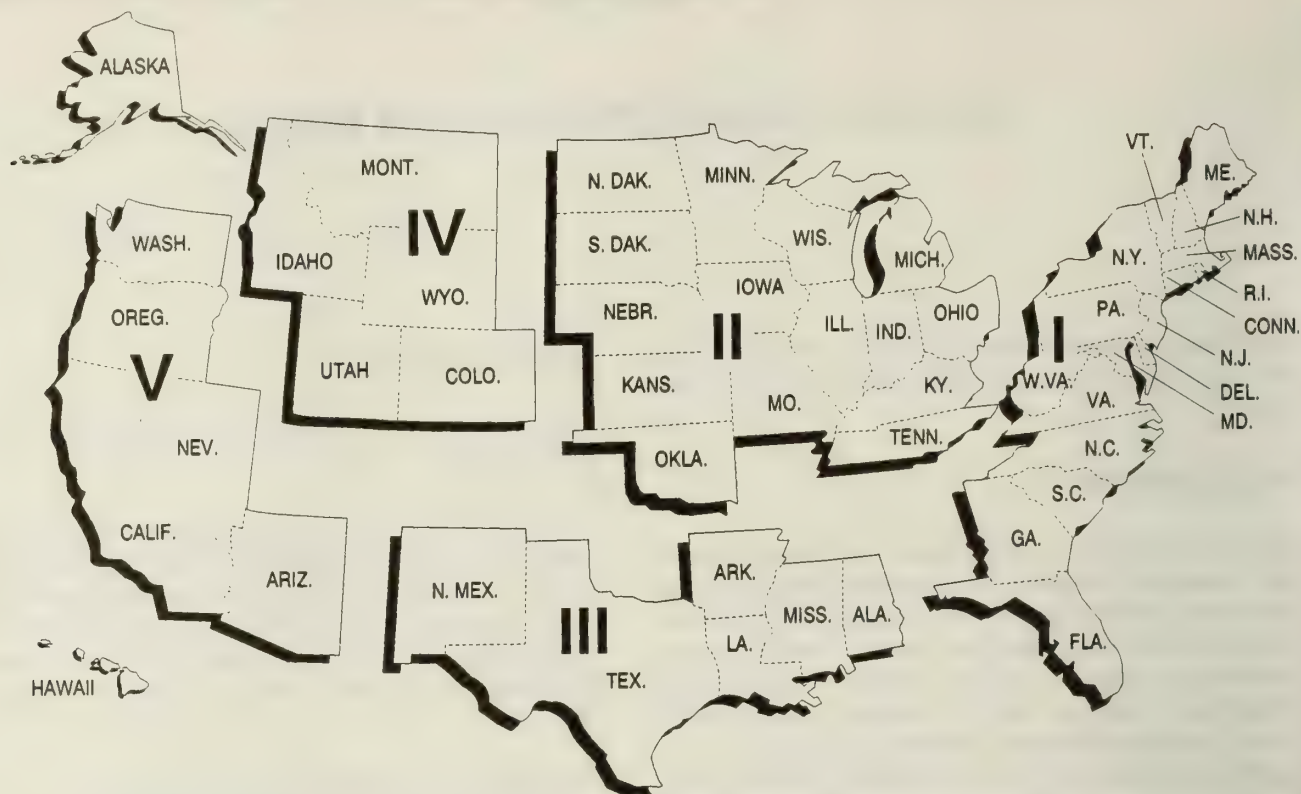 ALASKA
WASH.
OREG.
V
NEV.
CALIF.
ARIZ.
HAWAII
MONT.
IV
IDAHO
WYO.
UTAH
COLO.
N. DAK.
MINN.
S. DAK.
WIS.
MICH.
NEBR.
IOWA
II
ILL.
IND.
OHIO
KANS.
MO.
KY.
OKLA.
TENN.
N. MEX.
III
TEX.
ARK.
LA.
MISS.
ALA.
VT.
ME.
N.H.
MASS.
N.Y.
R.I.
CONN.
PA.
I
N.J.
DEL.
MD.
W.VA.
VA.
N.C.
S.C.
GA.
FLA.